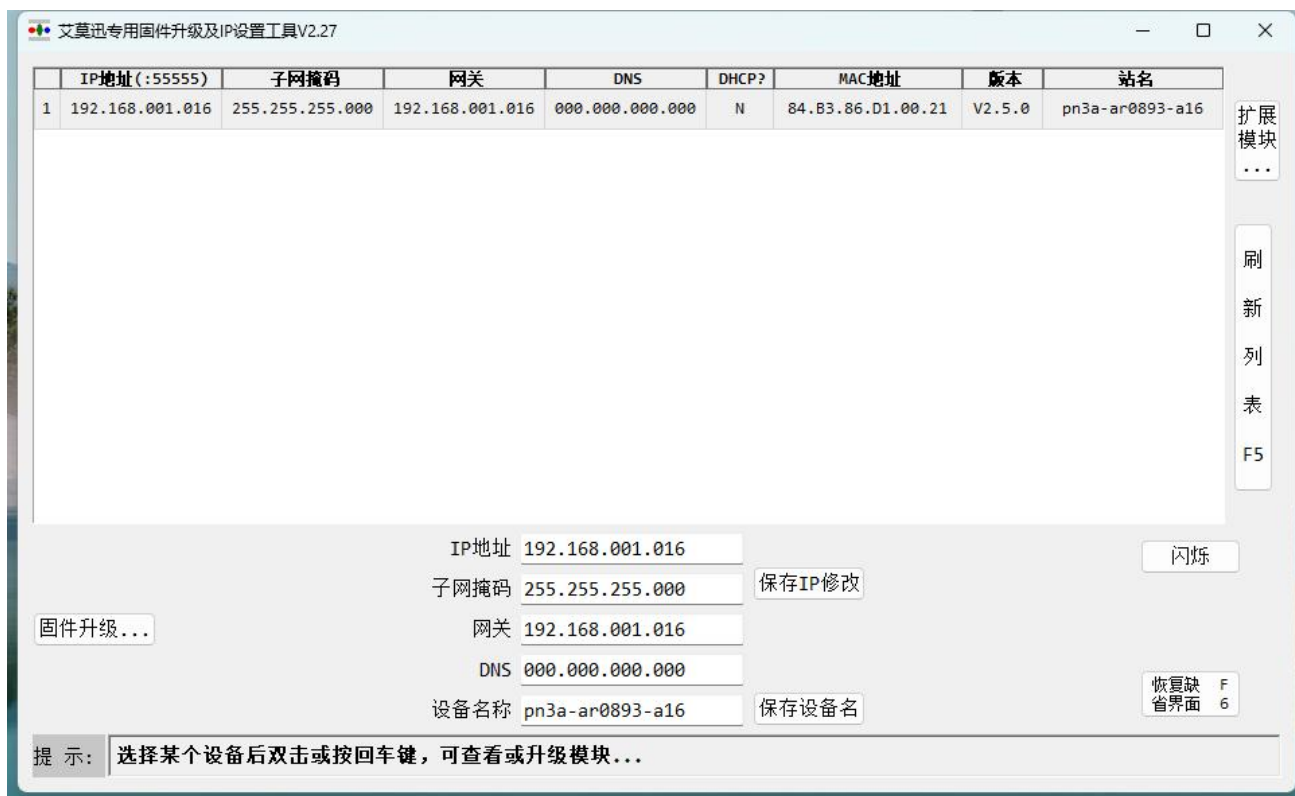 艾莫迅专用固件升级及IP设置工具V2.27
IP地址(:55555) 子网掩码 网关 DNS DHCP? MAC地址 版本 站名
1 192.168.001.016 255.255.255.000 192.168.001.016 000.000.000.000 N 84.B3.86.D1.00.21 V2.5.0 pn3a-ar0893-a16
扩展
模块
...
刷
新
列
表
F5
IP地址 192.168.001.016
闪烁
子网掩码 255.255.255.000
保存IP修改
固件升级...
网关 192.168.001.016
DNS 000.000.000.000
恢复缺 F
省界面 6
设备名称 pn3a-ar0893-a16
保存设备名
提 示: 选择某个设备后双击或按回车键，可查看或升级模块...